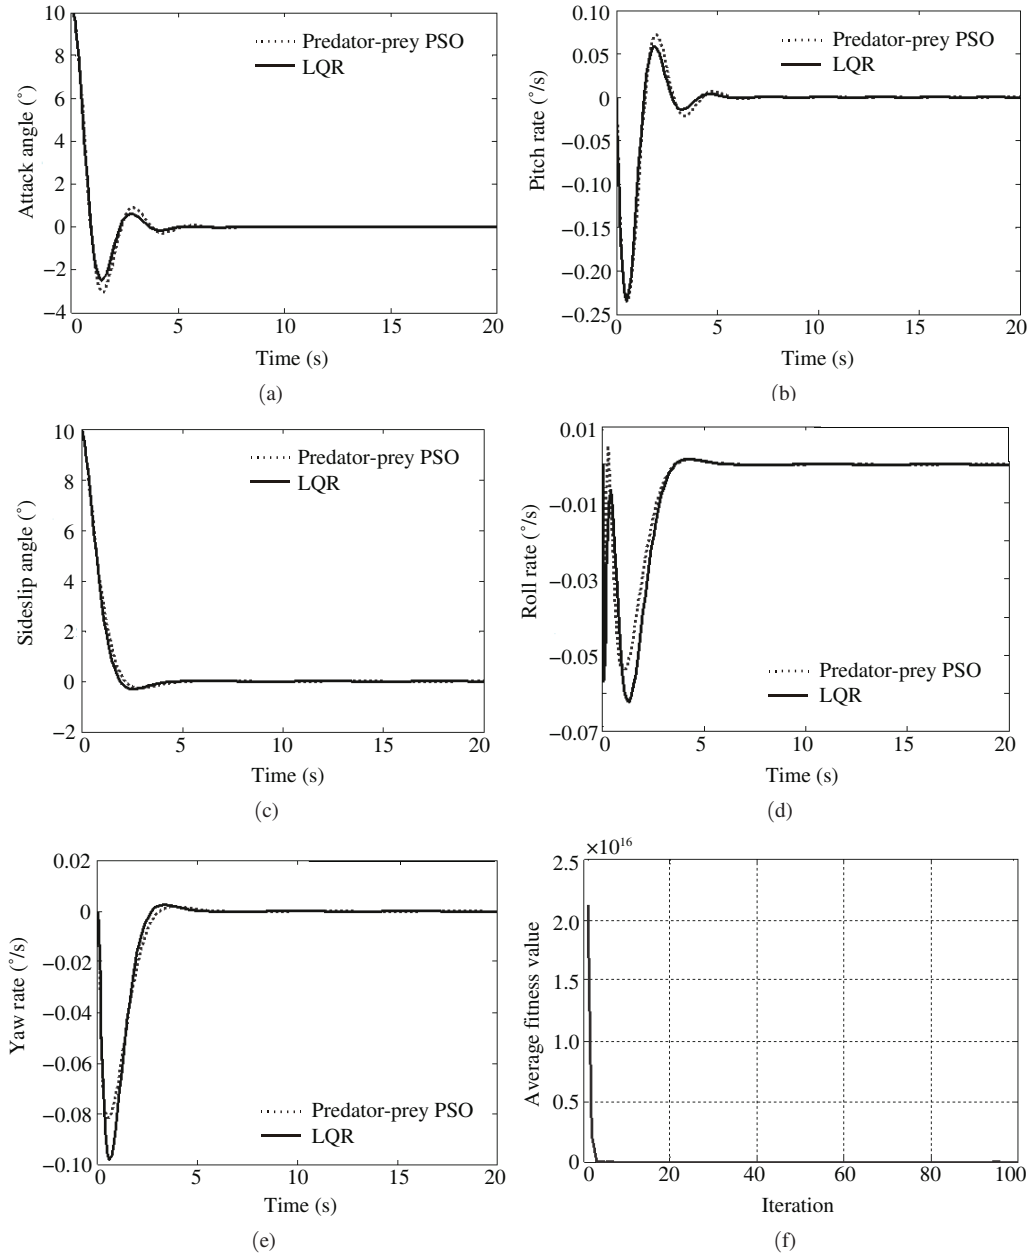 10
8
6
4
2
0
−2
−4
Attack angle (°)
Predator-prey PSO
LQR
0
5
10
15
20
Time (s)
(a)
0.10
0.05
0
−0.05
−0.10
−0.15
−0.20
−0.25
Pitch rate (°/s)
Predator-prey PSO
LQR
0
5
10
15
20
Time (s)
(b)
10
8
6
4
2
0
−2
Sideslip angle (°)
Predator-prey PSO
LQR
0
5
10
15
20
Time (s)
(c)
0.01
−0.01
−0.03
−0.05
−0.07
Roll rate (°/s)
Predator-prey PSO
LQR
0
5
10
15
20
Time (s)
(d)
0.02
0
−0.02
−0.04
−0.06
−0.08
−0.10
Yaw rate (°/s)
Predator-prey PSO
LQR
0
5
10
15
20
Time (s)
(e)
×10^16
2.5
2.0
1.5
1.0
0.5
0
Average fitness value
0
20
40
60
80
100
Iteration
(f)